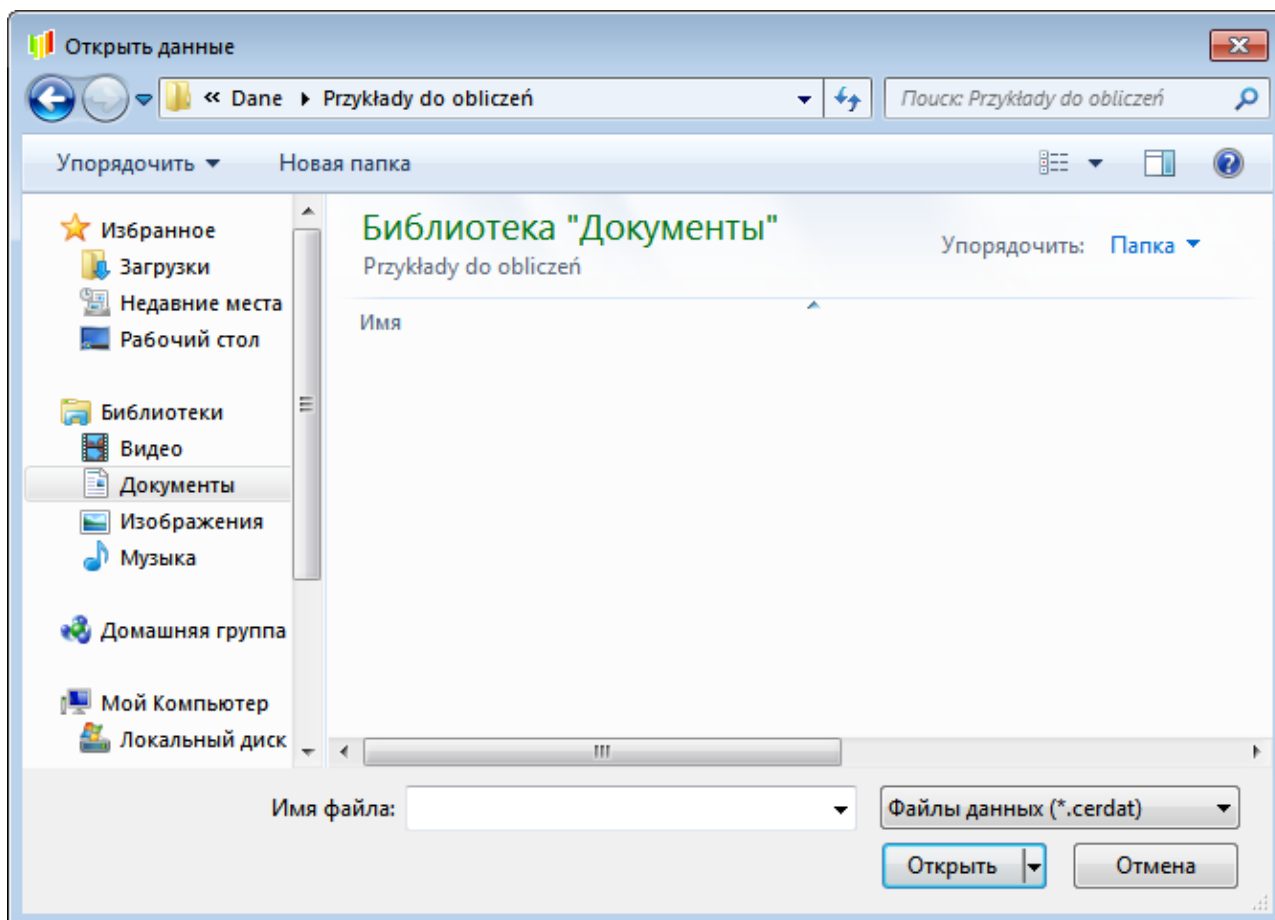 Открыть данные
« Dane Przykłady do obliczeń
Поиск: Przykłady do obliczeń
Упорядочить Новая папка
Избранное
Загрузки
Недавние места
Рабочий стол
Библиотеки
Видео
Документы
Изображения
Музыка
Домашняя группа
Мой Компьютер
Локальный диск
Библиотека "Документы"
Przykłady do obliczeń
Упорядочить: Папка
Имя
Имя файла:
Файлы данных (*.cerdat)
Открыть Отмена